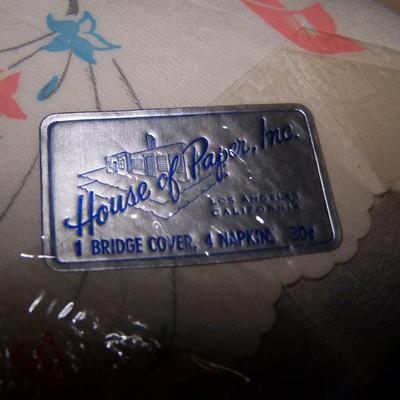 House of Paper, Inc.
LOS ANGELES
CALIFORNIA
1 BRIDGE COVER, 4 NAPKINS 30¢